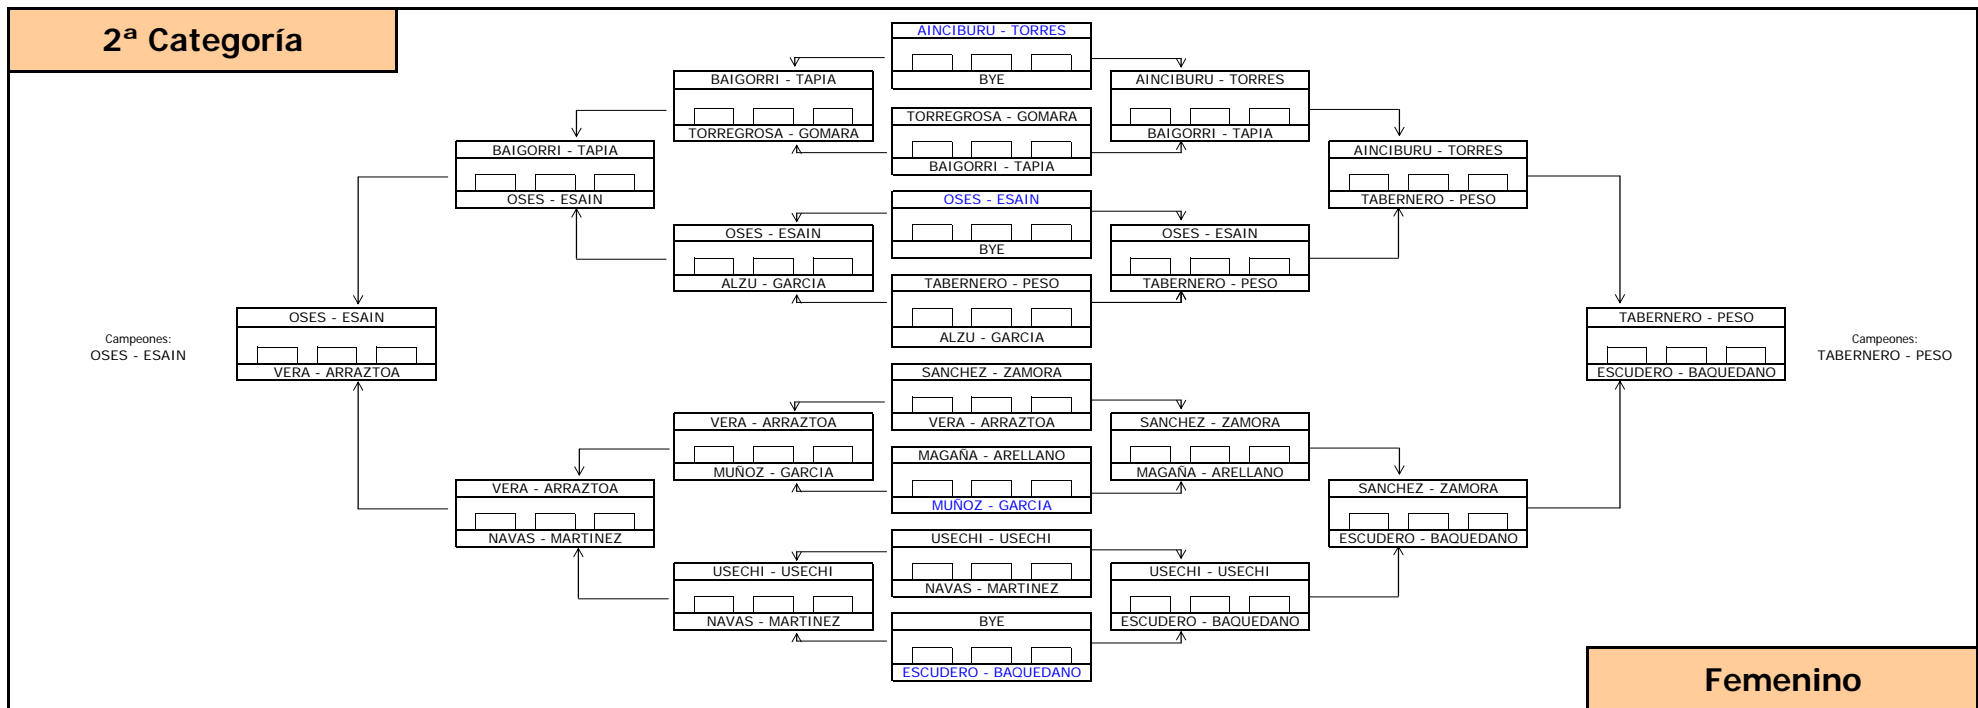 2ª Categoría
AINCIBURU - TORRES
BYE
TORREGROSA - GOMARA
BAIGORRI - TAPIA
OSES - ESAIN
BYE
TABERNERO - PESO
ALZU - GARCIA
SANCHEZ - ZAMORA
VERA - ARRAZTOA
MAGAÑA - ARELLANO
MUÑOZ - GARCIA
USECHI - USECHI
NAVAS - MARTINEZ
BYE
ESCUDERO - BAQUEDANO
BAIGORRI - TAPIA
TORREGROSA - GOMARA
OSES - ESAIN
ALZU - GARCIA
VERA - ARRAZTOA
MUÑOZ - GARCIA
USECHI - USECHI
NAVAS - MARTINEZ
BAIGORRI - TAPIA
OSES - ESAIN
VERA - ARRAZTOA
NAVAS - MARTINEZ
OSES - ESAIN
VERA - ARRAZTOA
Campeones:
OSES - ESAIN
AINCIBURU - TORRES
BAIGORRI - TAPIA
OSES - ESAIN
TABERNERO - PESO
SANCHEZ - ZAMORA
MAGAÑA - ARELLANO
USECHI - USECHI
ESCUDERO - BAQUEDANO
AINCIBURU - TORRES
TABERNERO - PESO
SANCHEZ - ZAMORA
ESCUDERO - BAQUEDANO
TABERNERO - PESO
ESCUDERO - BAQUEDANO
Campeones:
TABERNERO - PESO
Femenino